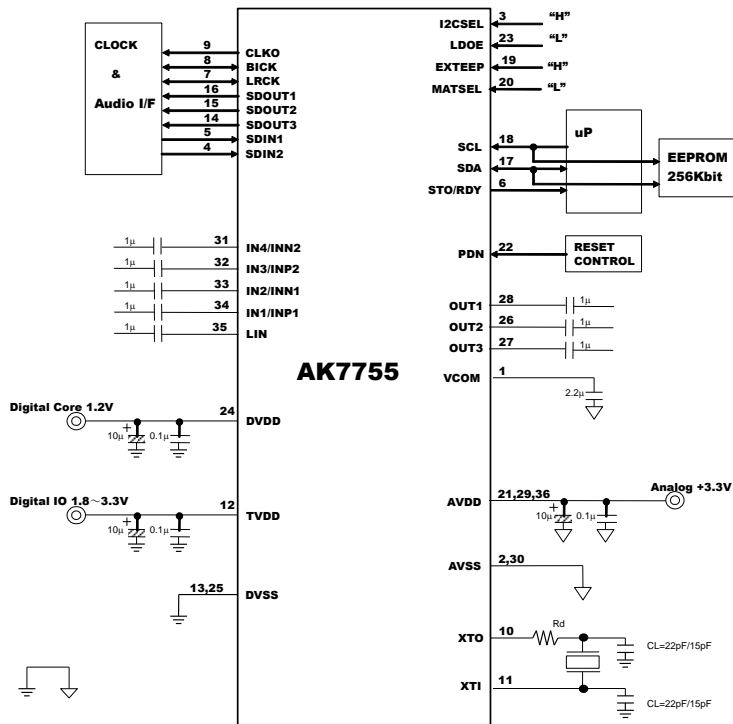 CLOCK
&
Audio I/F
9 CLKO
8 BICK
7 LRCK
16 SDOUT1
15 SDOUT2
14 SDOUT3
5 SDIN1
4 SDIN2
1μ 31 IN4/INN2
1μ 32 IN3/INP2
1μ 33 IN2/INN1
1μ 34 IN1/INP1
1μ 35 LIN
AK7755
Digital Core 1.2V 24 DVDD
+ 10μ 0.1μ
Digital IO 1.8～3.3V 12 TVDD
+ 10μ 0.1μ
13,25 DVSS
I2CSEL 3 “H”
LDOE 23 “L”
EXTEEP 19 “H”
MATSEL 20 “L”
uP
SCL 18
SDA 17
STO/RDY 6
EEPROM
256Kbit
PDN 22
RESET
CONTROL
OUT1 28 1μ
OUT2 26 1μ
OUT3 27 1μ
VCOM 1
2.2μ
AVDD 21,29,36 Analog +3.3V
+ 10μ 0.1μ
AVSS 2,30
XTO 10 Rd
CL=22pF/15pF
XTI 11
CL=22pF/15pF